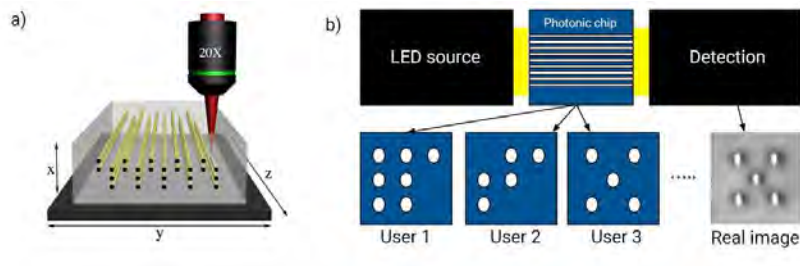 a)
20X
x
y
z
b)
LED source
Photonic chip
Detection
User 1
User 2
User 3
.....
Real image